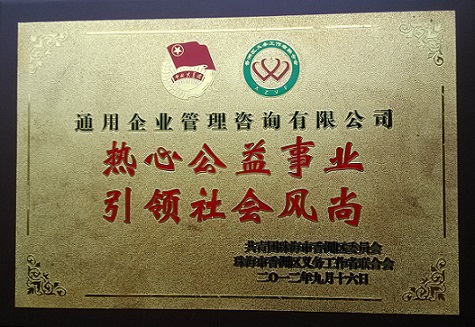 通用企业管理咨询有限公司
热心公益事业
引领社会风尚
共青团珠海市香洲区委员会
珠海市香洲区义务工作者联合会
二〇一二年九月十六日